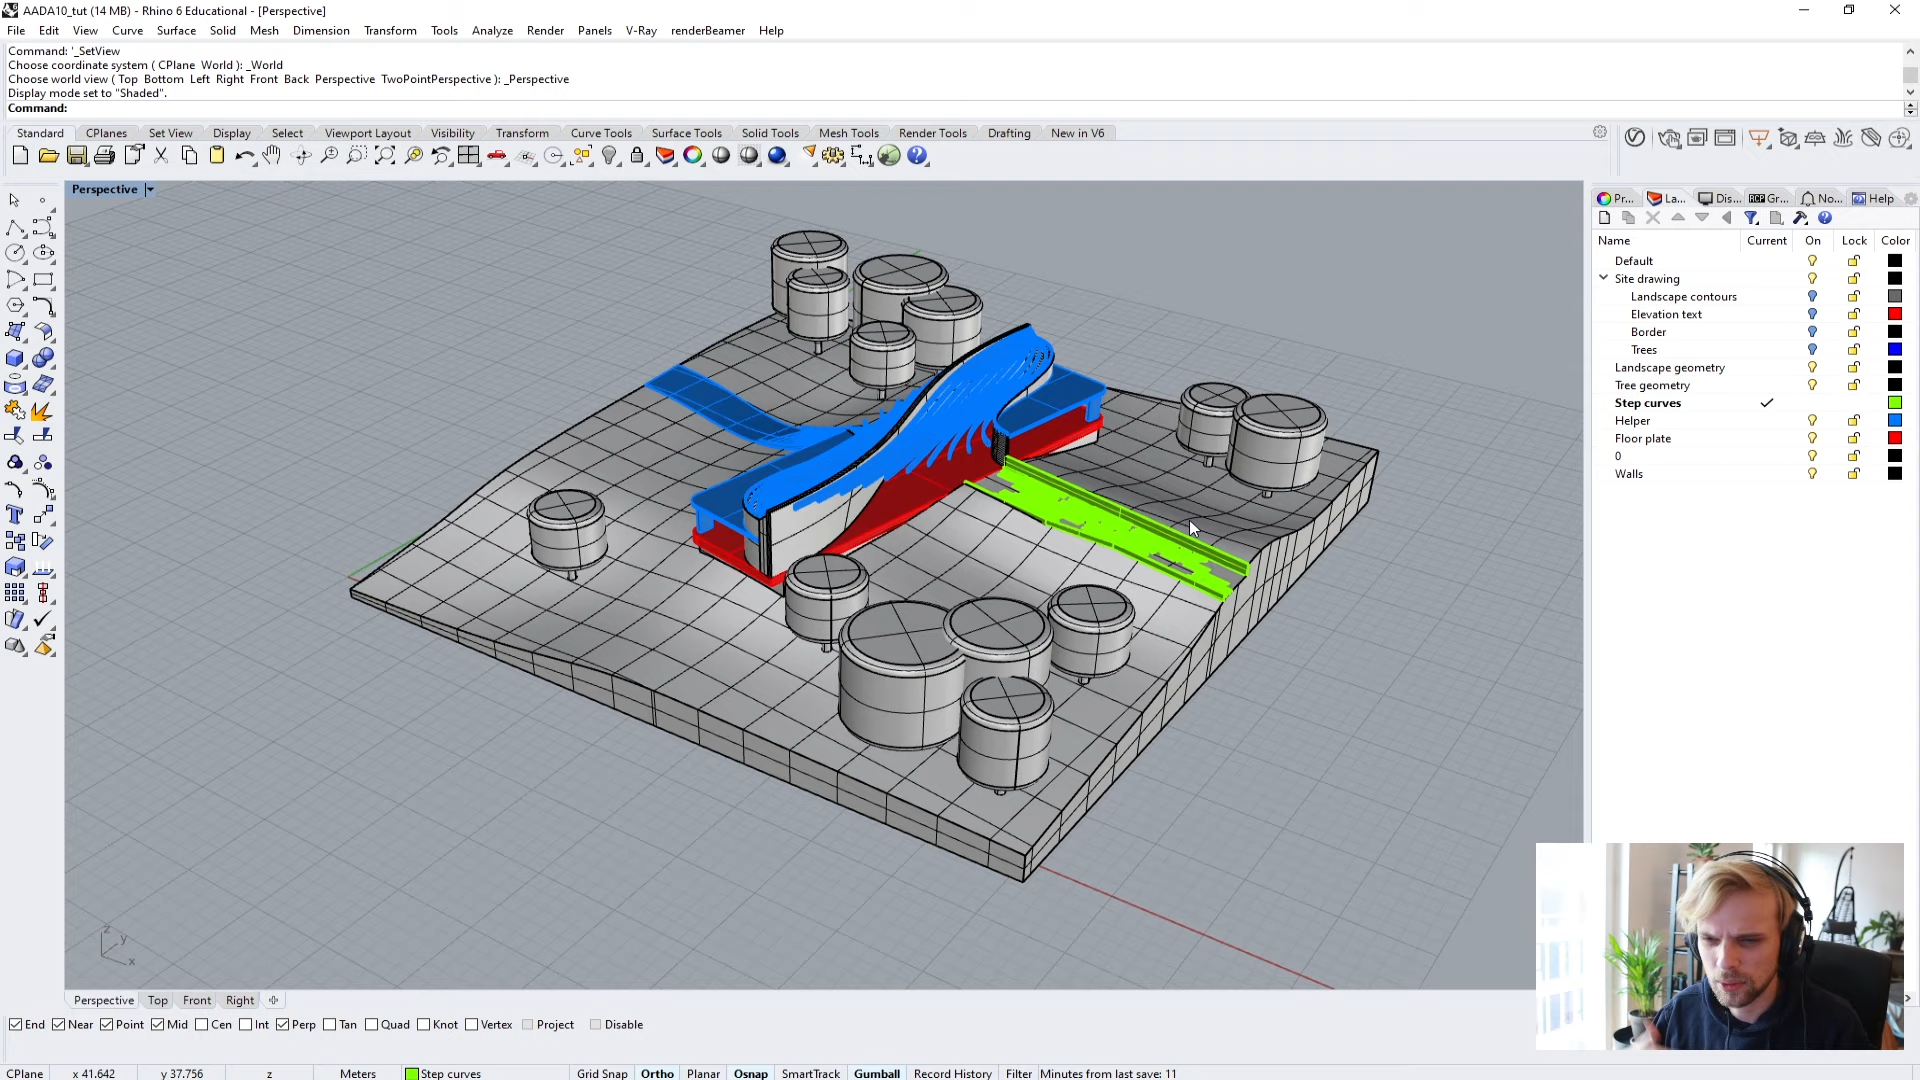 AADA10_tut (14 MB) - Rhino 6 Educational - [Perspective]
File Edit View Curve Surface Solid Mesh Dimension Transform Tools Analyze Render Panels V-Ray renderBeamer Help
Command: '_SetView
Choose coordinate system ( CPlane World ): _World
Choose world view ( Top Bottom Left Right Front Back Perspective TwoPointPerspective ): _Perspective
Display mode set to "Shaded".
Command:
Standard CPlanes Set View Display Select Viewport Layout Visibility Transform Curve Tools Surface Tools Solid Tools Mesh Tools Render Tools Drafting New in V6
Perspective
Pr... La... Dis... Gr... No... Help
Name Current On Lock Color
Default
Site drawing
Landscape contours
Elevation text
Border
Trees
Landscape geometry
Tree geometry
Step curves
Helper
Floor plate
0
Walls
z
y
x
Perspective Top Front Right
End Near Point Mid Cen Int Perp Tan Quad Knot Vertex Project Disable
CPlane x 41.642 y 37.756 z Meters Step curves Grid Snap Ortho Planar Osnap SmartTrack Gumball Record History Filter Minutes from last save: 11